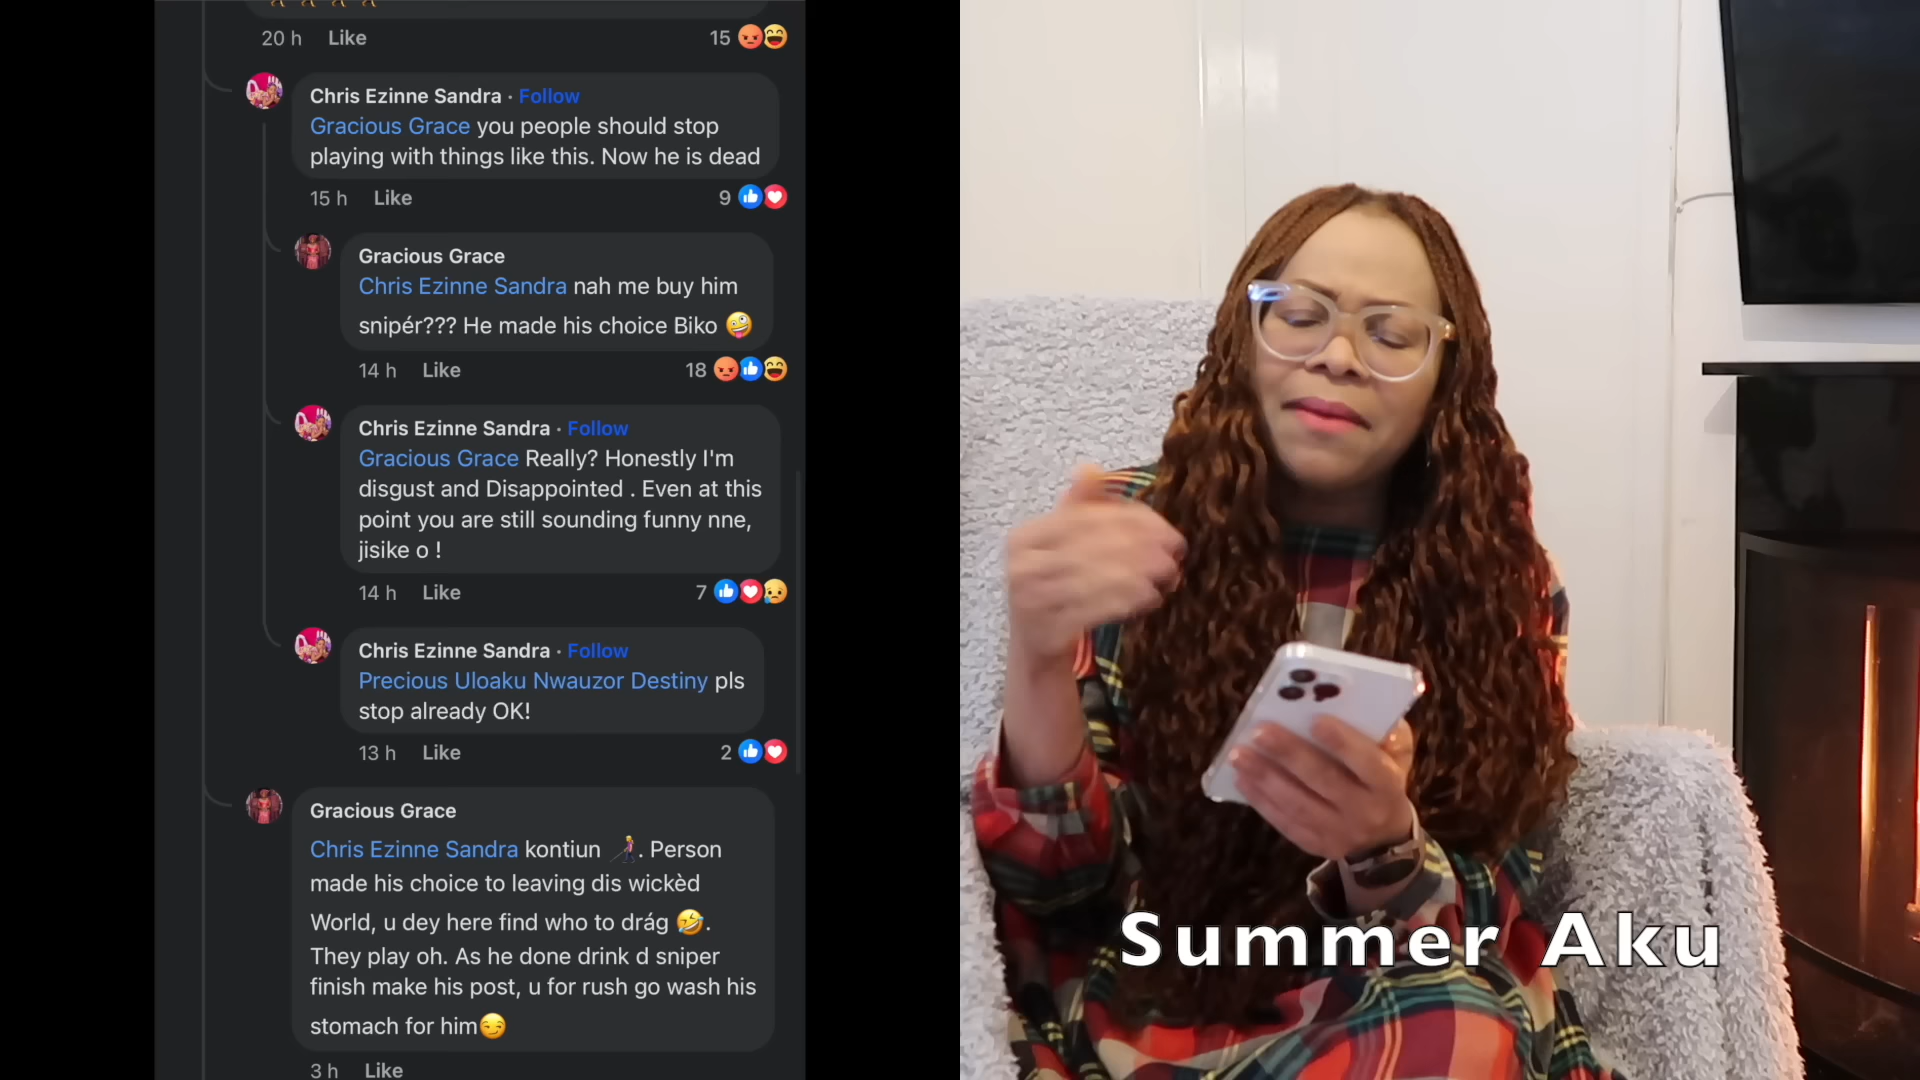 20 h Like 15
Chris Ezinne Sandra · Follow
Gracious Grace you people should stop
playing with things like this. Now he is dead
15 h Like 9
Gracious Grace
Chris Ezinne Sandra nah me buy him
snipér??? He made his choice Biko 🤪
14 h Like 18
Chris Ezinne Sandra · Follow
Gracious Grace Really? Honestly I'm
disgust and Disappointed . Even at this
point you are still sounding funny nne,
jisike o !
14 h Like 7
Chris Ezinne Sandra · Follow
Precious Uloaku Nwauzor Destiny pls
stop already OK!
13 h Like 2
Gracious Grace
Chris Ezinne Sandra kontiun 👩‍🦯. Person
made his choice to leaving dis wickèd
World, u dey here find who to drág 🤣.
They play oh. As he done drink d sniper
finish make his post, u for rush go wash his
stomach for him😏
3 h Like
Summer Aku